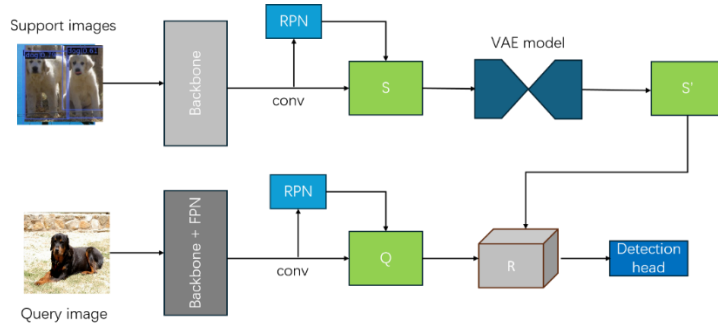 Support images
Backbone
RPN
conv
S
VAE model
S'
Query image
Backbone + FPN
RPN
conv
Q
R
Detection
head